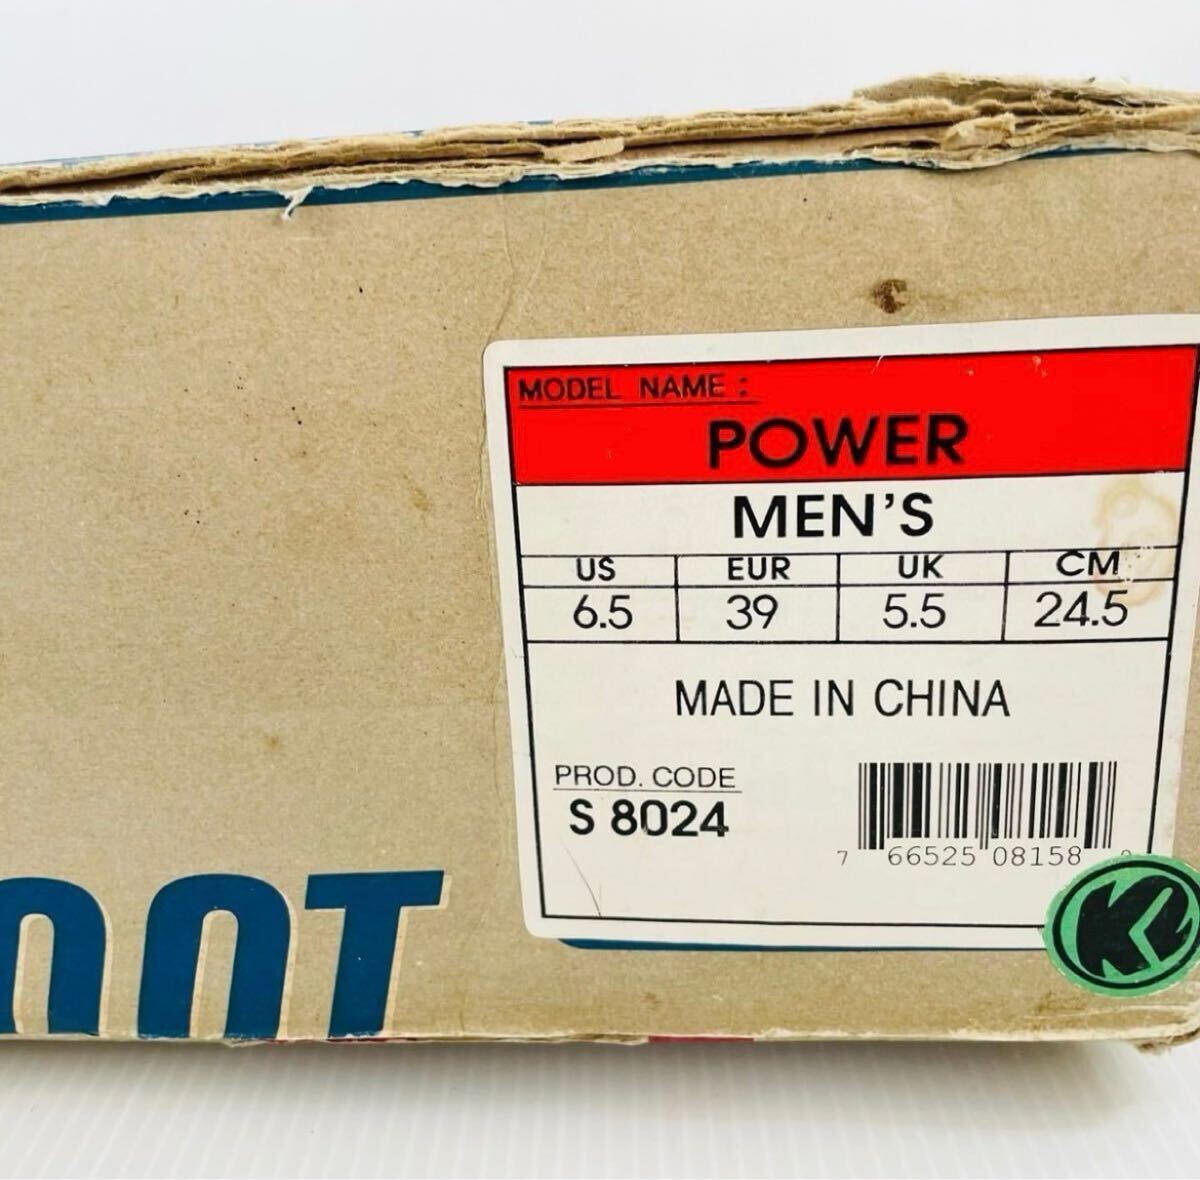 MODEL NAME :
POWER
MEN'S
US EUR UK CM
6.5 39 5.5 24.5
MADE IN CHINA
PROD. CODE
S 8024
7 66525 08158
OOT